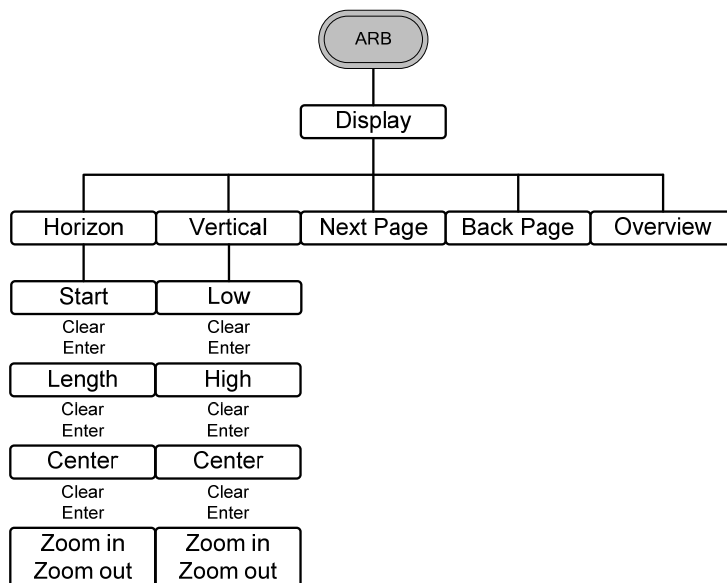 ARB
Display
Horizon Vertical Next Page Back Page Overview
Start Low
Clear Clear
Enter Enter
Length High
Clear Clear
Enter Enter
Center Center
Clear Clear
Enter Enter
Zoom in Zoom in
Zoom out Zoom out